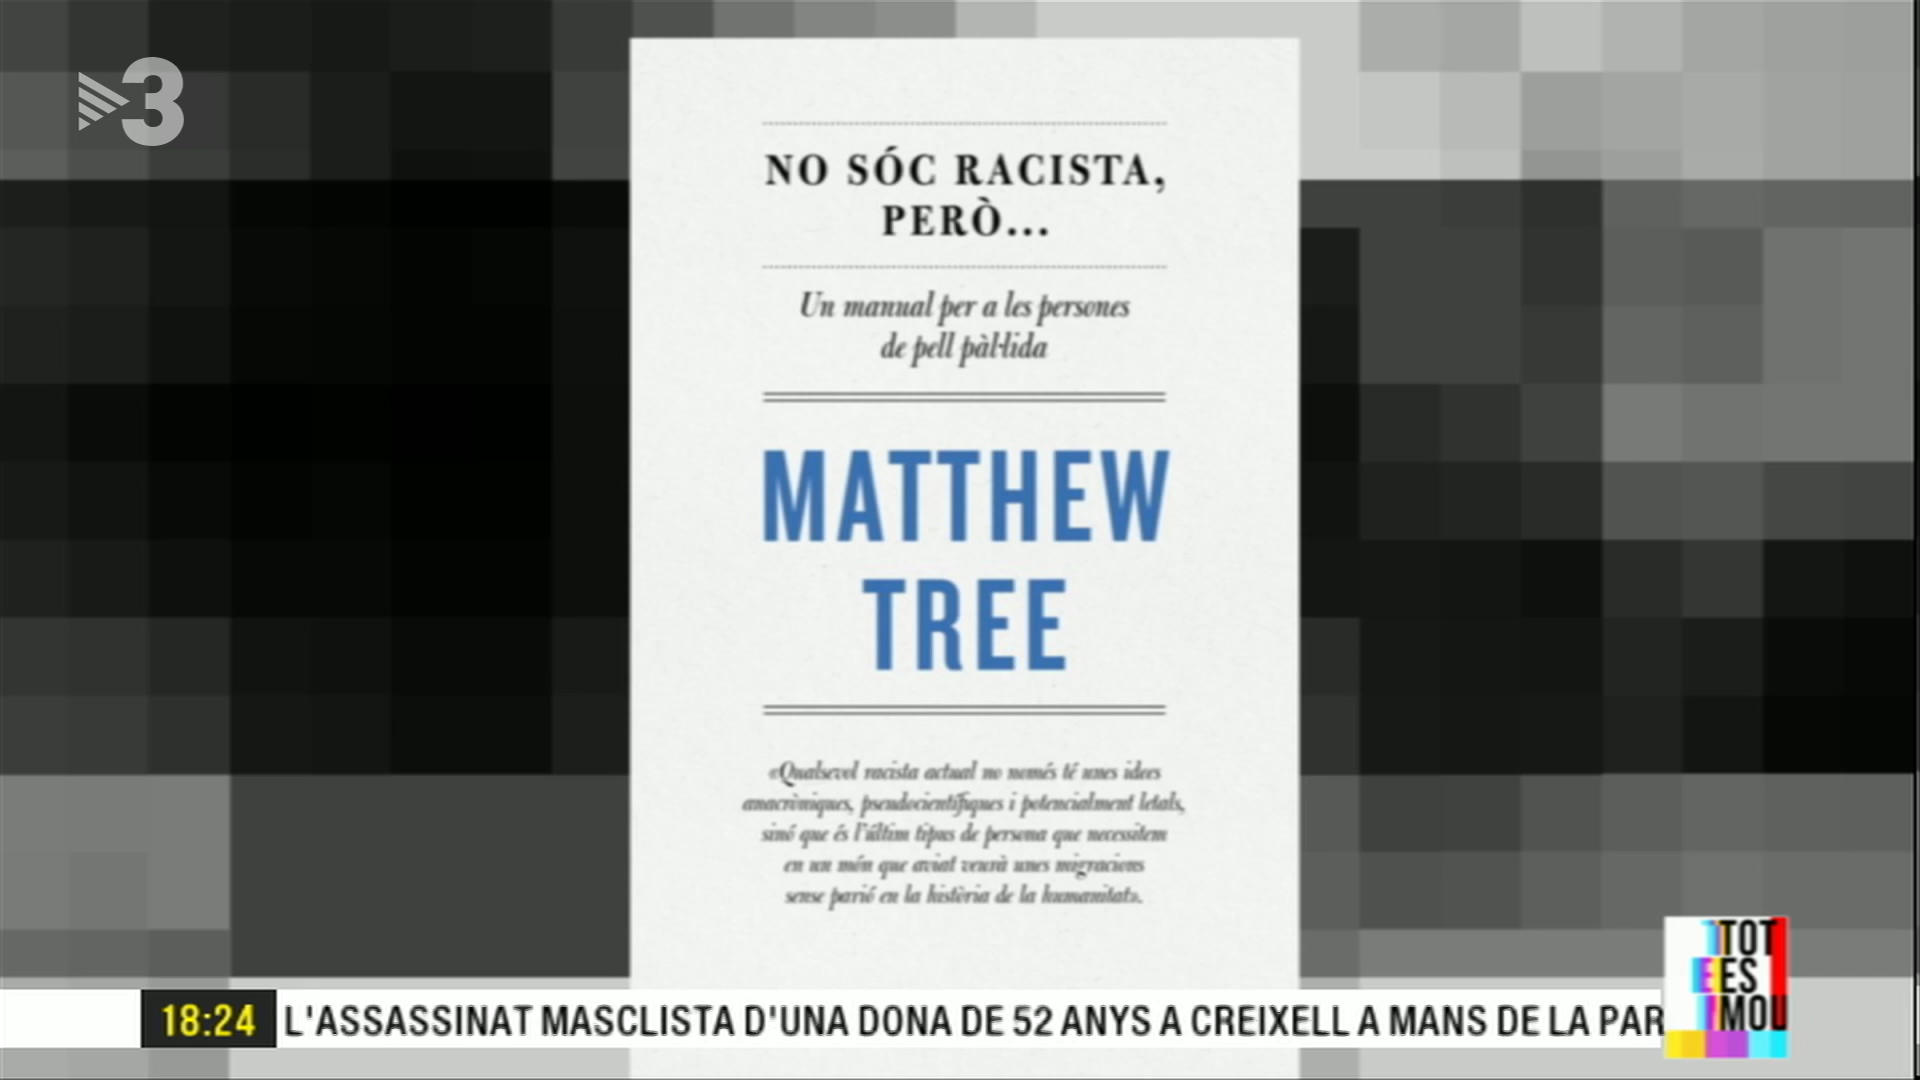 3
NO SÓC RACISTA,
PERÒ...
Un manual per a les persones
de pell pàl·lida
MATTHEW
TREE
«Qualsevol racista actual no només té unes idees
anacròniques, pseudocientífiques i potencialment letals,
sinó que és l'últim tipus de persona que necessitem
en un món que aviat veurà unes migracions
sense parió en la història de la humanitat».
18:24 L'ASSASSINAT MASCLISTA D'UNA DONA DE 52 ANYS A CREIXELL A MANS DE LA PAR
TOT
ES
MOU